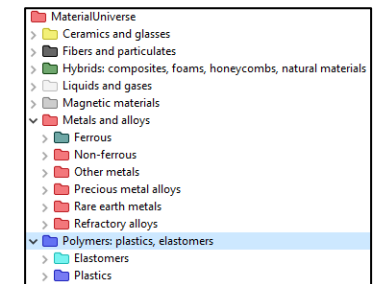 MaterialUniverse
Ceramics and glasses
Fibers and particulates
Hybrids: composites, foams, honeycombs, natural materials
Liquids and gases
Magnetic materials
Metals and alloys
Ferrous
Non-ferrous
Other metals
Precious metal alloys
Rare earth metals
Refractory alloys
Polymers: plastics, elastomers
Elastomers
Plastics